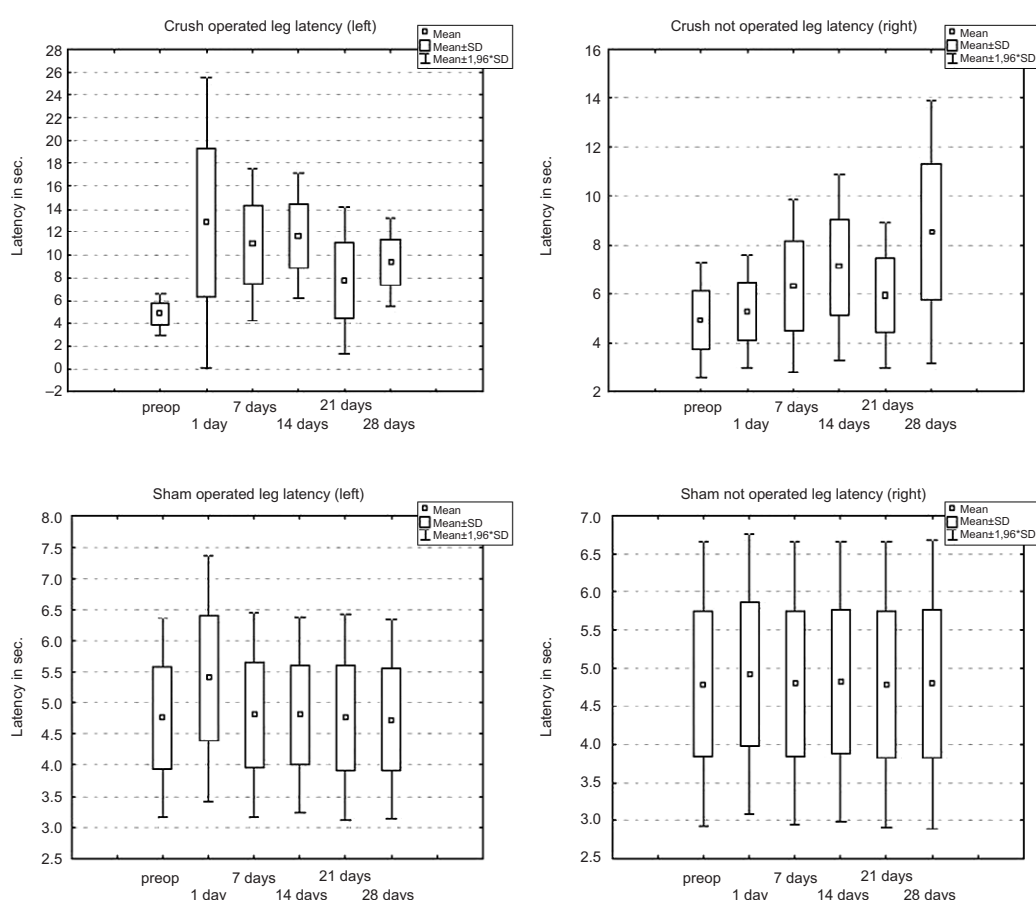 Crush operated leg latency (left)
Mean
Mean±SD
Mean±1,96*SD
Latency in sec.
28
26
24
22
20
18
16
14
12
10
8
6
4
2
0
–2
preop
1 day
7 days
14 days
21 days
28 days
Crush not operated leg latency (right)
Mean
Mean±SD
Mean±1,96*SD
Latency in sec.
16
14
12
10
8
6
4
2
preop
1 day
7 days
14 days
21 days
28 days
Sham operated leg latency (left)
Mean
Mean±SD
Mean±1,96*SD
Latency in sec.
8.0
7.5
7.0
6.5
6.0
5.5
5.0
4.5
4.0
3.5
3.0
2.5
preop
1 day
7 days
14 days
21 days
28 days
Sham not operated leg latency (right)
Mean
Mean±SD
Mean±1,96*SD
Latency in sec.
7.0
6.5
6.0
5.5
5.0
4.5
4.0
3.5
3.0
2.5
preop
1 day
7 days
14 days
21 days
28 days